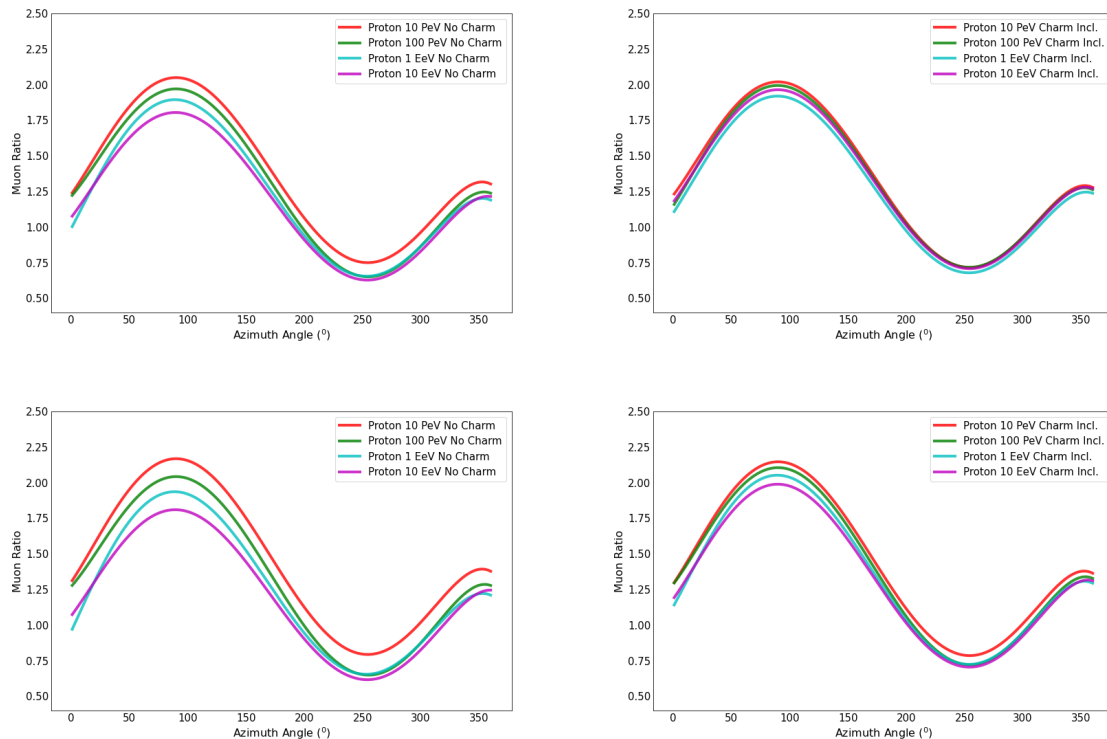 2.50
2.25
2.00
1.75
1.50
1.25
1.00
0.75
0.50
Muon Ratio
0 50 100 150 200 250 300 350
Azimuth Angle (⁰)
Proton 10 PeV No Charm
Proton 100 PeV No Charm
Proton 1 EeV No Charm
Proton 10 EeV No Charm
2.50
2.25
2.00
1.75
1.50
1.25
1.00
0.75
0.50
Muon Ratio
0 50 100 150 200 250 300 350
Azimuth Angle (⁰)
Proton 10 PeV Charm Incl.
Proton 100 PeV Charm Incl.
Proton 1 EeV Charm Incl.
Proton 10 EeV Charm Incl.
2.50
2.25
2.00
1.75
1.50
1.25
1.00
0.75
0.50
Muon Ratio
0 50 100 150 200 250 300 350
Azimuth Angle (⁰)
Proton 10 PeV No Charm
Proton 100 PeV No Charm
Proton 1 EeV No Charm
Proton 10 EeV No Charm
2.50
2.25
2.00
1.75
1.50
1.25
1.00
0.75
0.50
Muon Ratio
0 50 100 150 200 250 300 350
Azimuth Angle (⁰)
Proton 10 PeV Charm Incl.
Proton 100 PeV Charm Incl.
Proton 1 EeV Charm Incl.
Proton 10 EeV Charm Incl.